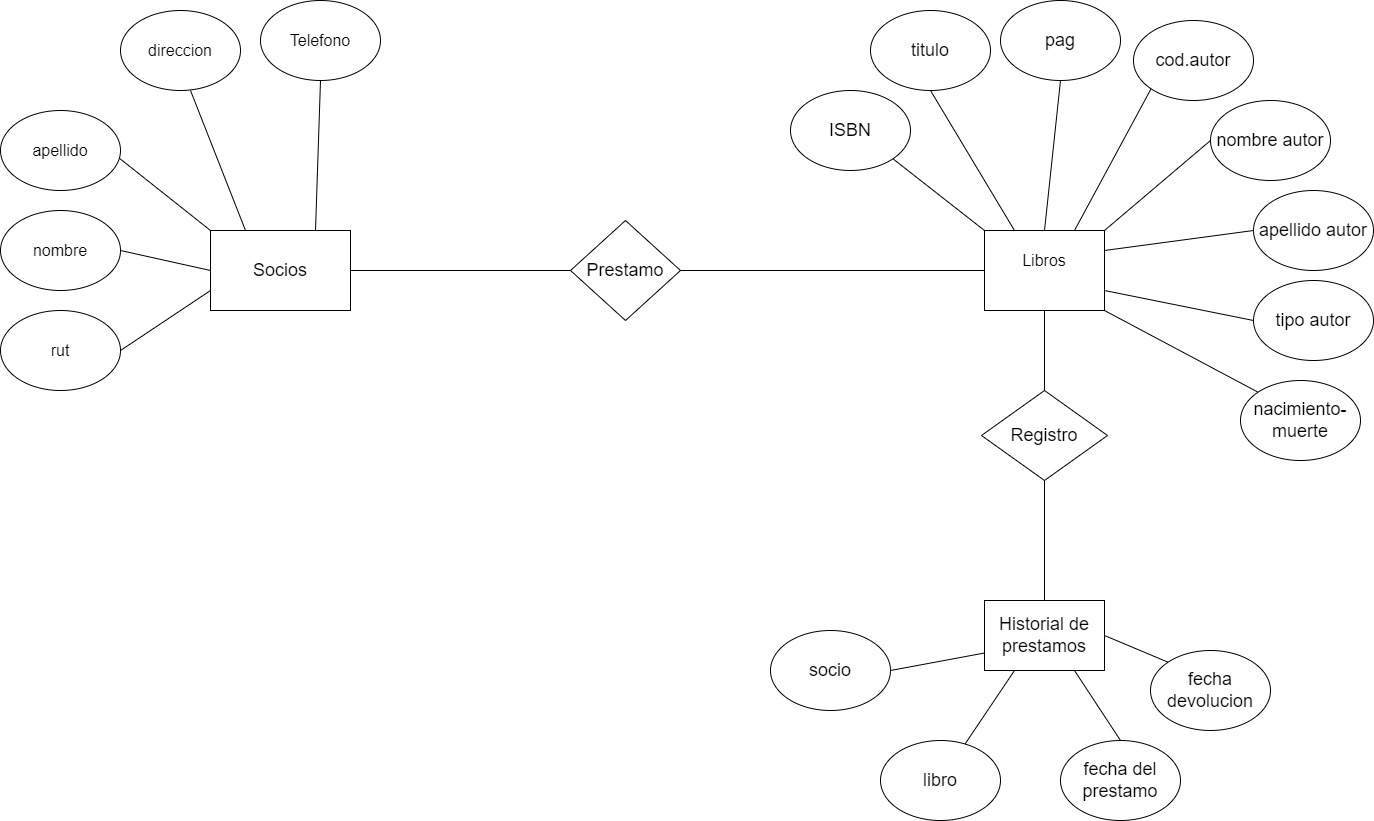 direccion
Telefono
apellido
nombre
rut
Socios
Prestamo
ISBN
titulo
pag
cod.autor
nombre autor
apellido autor
tipo autor
nacimiento-
muerte
Libros
Registro
Historial de
prestamos
socio
libro
fecha del
prestamo
fecha
devolucion